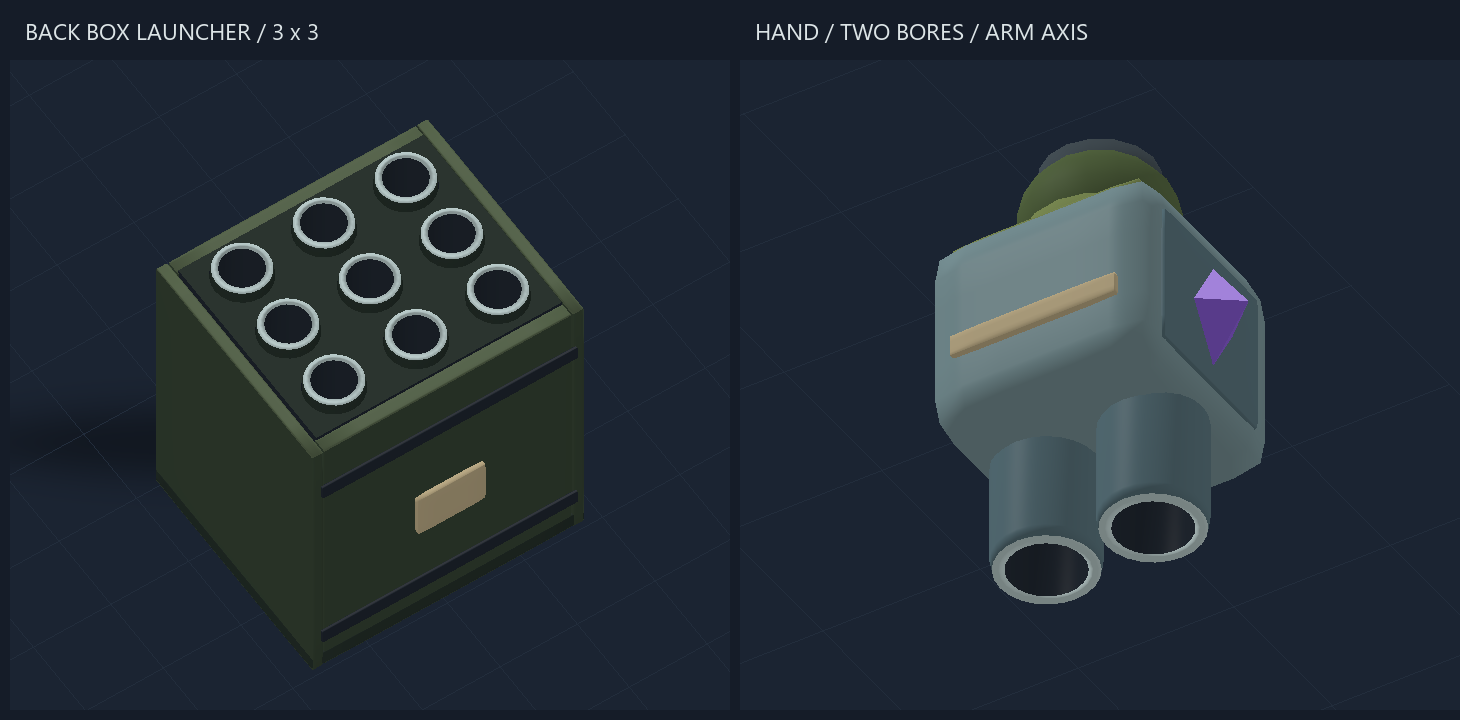 BACK BOX LAUNCHER / 3 x 3
HAND / TWO BORES / ARM AXIS